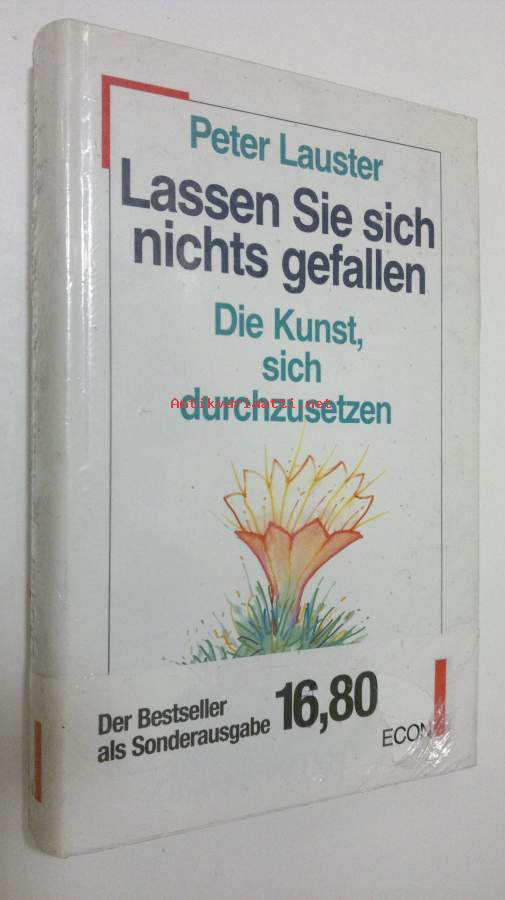 Peter Lauster
Lassen Sie sich
nichts gefallen
Die Kunst,
sich
Antikvariaatti.net
durchzusetzen
Der Bestseller
als Sonderausgabe
16,80
ECON